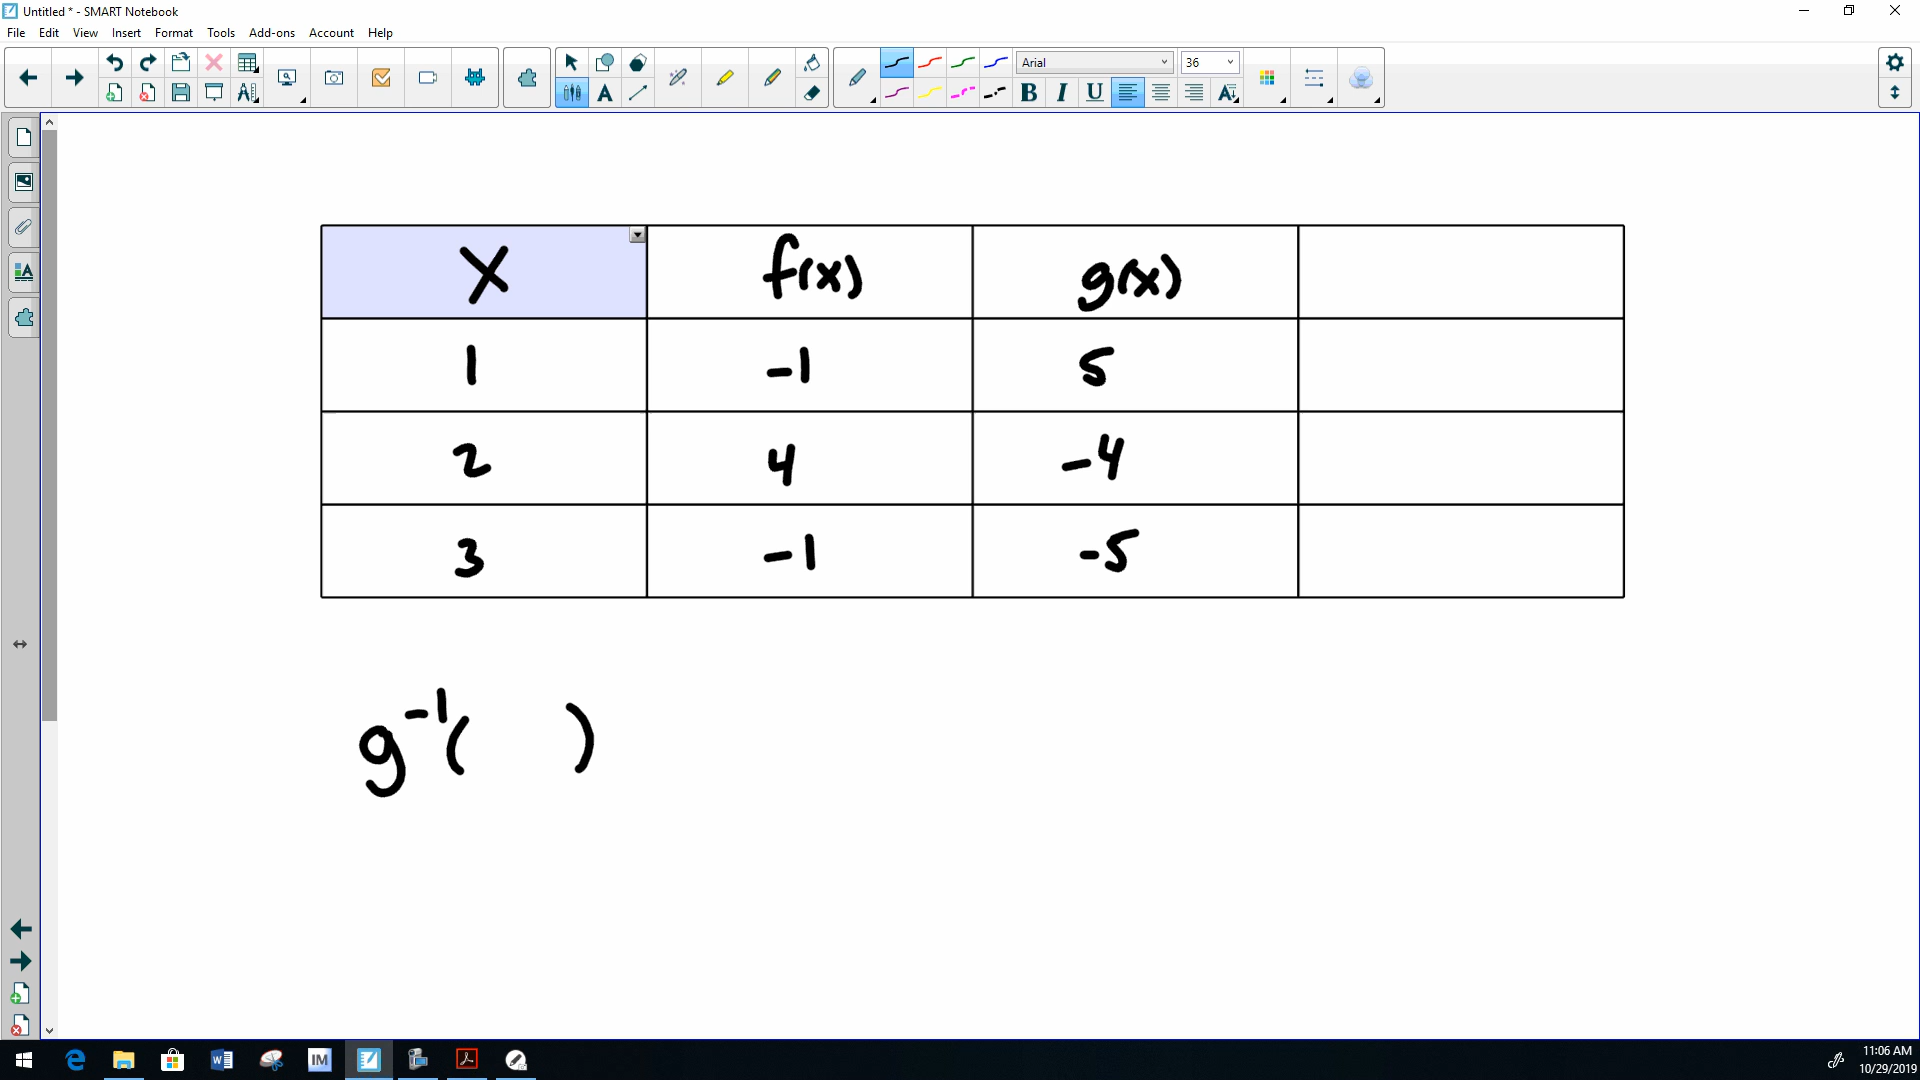 Untitled * - SMART Notebook
File Edit View Insert Format Tools Add-ons Account Help
Arial 36
B I U
X f(x) g(x)
1 -1 5
2 4 -4
3 -1 -5
g⁻¹( )
IM
11:06 AM
10/29/2019